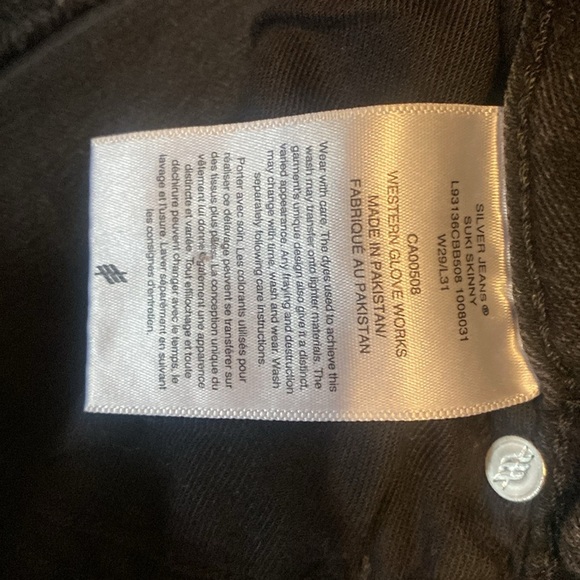 SILVER JEANS®
SUKI SKINNY
L93136CBB508 1008031
W29/L31
CA00508
WESTERN GLOVE WORKS
MADE IN PAKISTAN/
FABRIQUÉ AU PAKISTAN
Wear with care. The dyes used to achieve this
wash may transfer onto lighter materials. The
garment's unique design also give it a distinct,
varied appearance. Any fraying and destruction
may change with time, wash and wear. Wash
separately following care instructions.
Porter avec soin. Les colorants utilisés pour
réaliser ce délavage peuvent se transférer sur
des tissus plus pâles. La conception unique du
vêtement lui donne également une apparence
distincte et variée. Tout effilochage et toute
déchirure peuvent changer avec le temps, le
lavage et l'usure. Laver séparément en suivant
les consignes d'entretien.